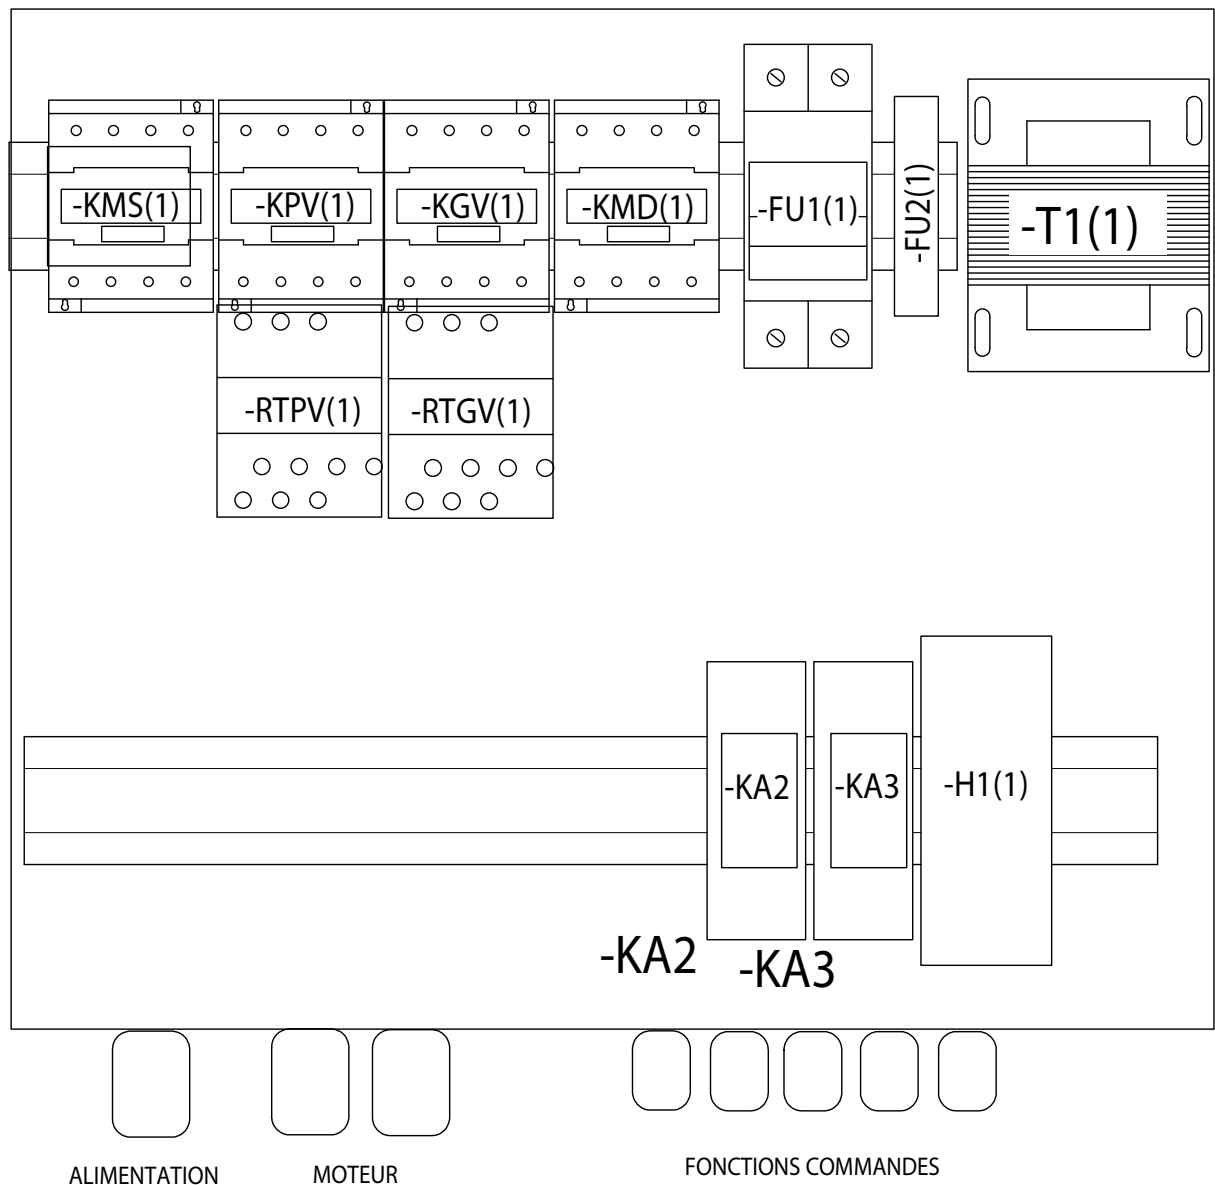 -KMS(1)
-KPV(1)
-KGV(1)
-KMD(1)
-FU1(1)
-FU2(1)
-T1(1)
-RTPV(1)
-RTGV(1)
-KA2
-KA3
-H1(1)
-KA2
-KA3
ALIMENTATION
MOTEUR
FONCTIONS COMMANDES